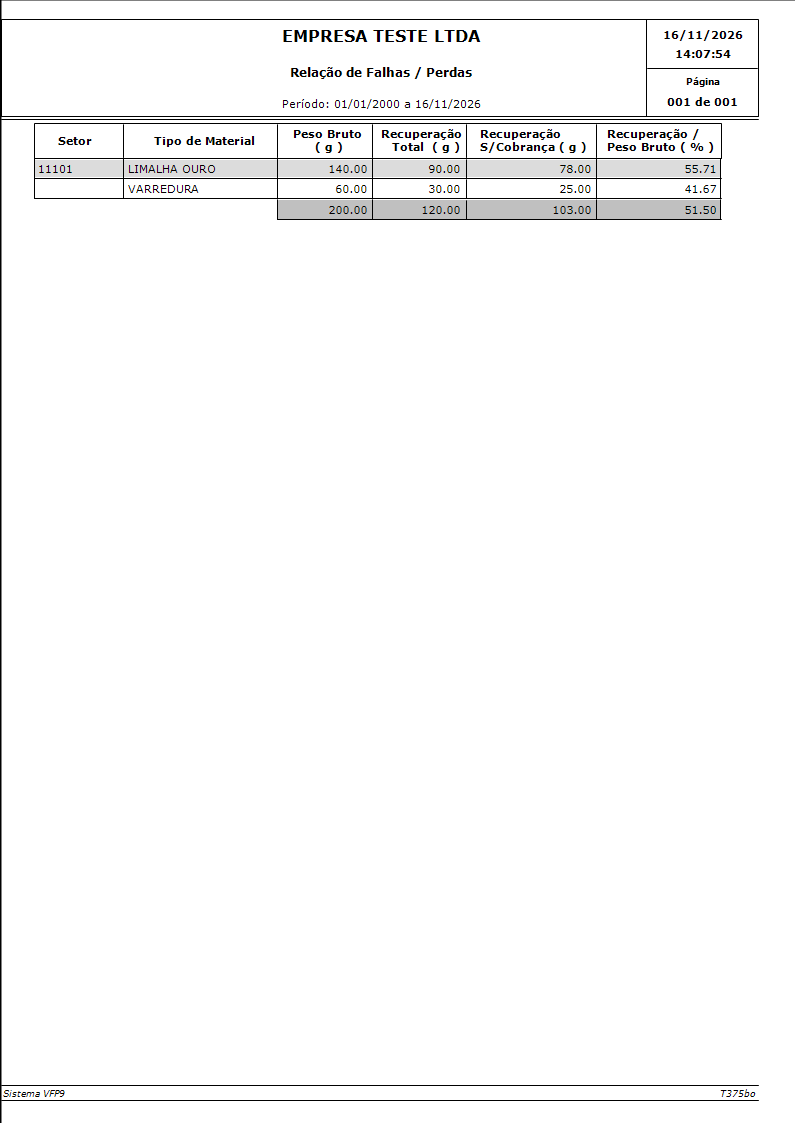 EMPRESA TESTE LTDA
Relação de Falhas / Perdas
Período: 01/01/2000 a 16/11/2026
16/11/2026
14:07:54
Página
001 de 001
Setor Tipo de Material Peso Bruto ( g ) Recuperação Total ( g ) Recuperação S/Cobrança ( g ) Recuperação / Peso Bruto ( % )
11101 LIMALHA OURO 140.00 90.00 78.00 55.71
VARREDURA 60.00 30.00 25.00 41.67
200.00 120.00 103.00 51.50
Sistema VFP9 T375bo